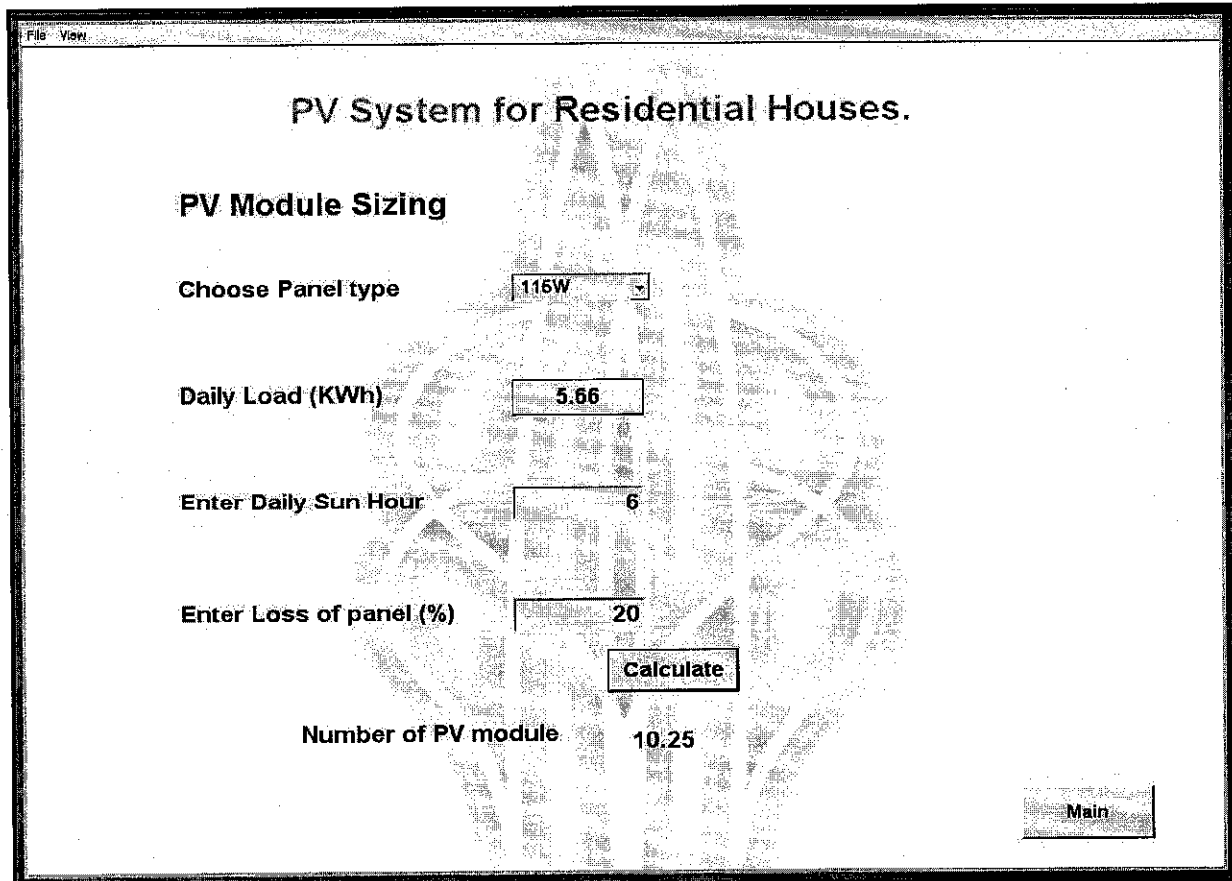 File View
PV System for Residential Houses.
PV Module Sizing
Choose Panel type 115W
Daily Load (KWh) 5.66
Enter Daily Sun Hour 6
Enter Loss of panel (%) 20
Calculate
Number of PV module 10.25
Main